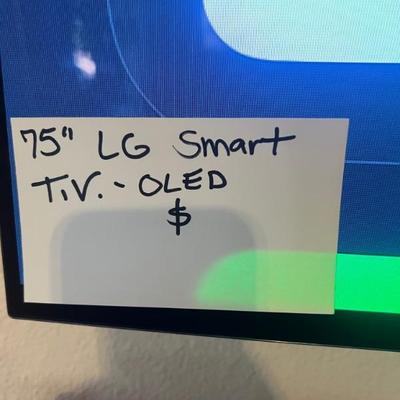 75" LG Smart
T.V. - OLED
$